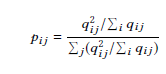 p_{ij} = \frac{q_{ij}^2 / \sum_i q_{ij}}{\sum_j (q_{ij}^2 / \sum_i q_{ij})}